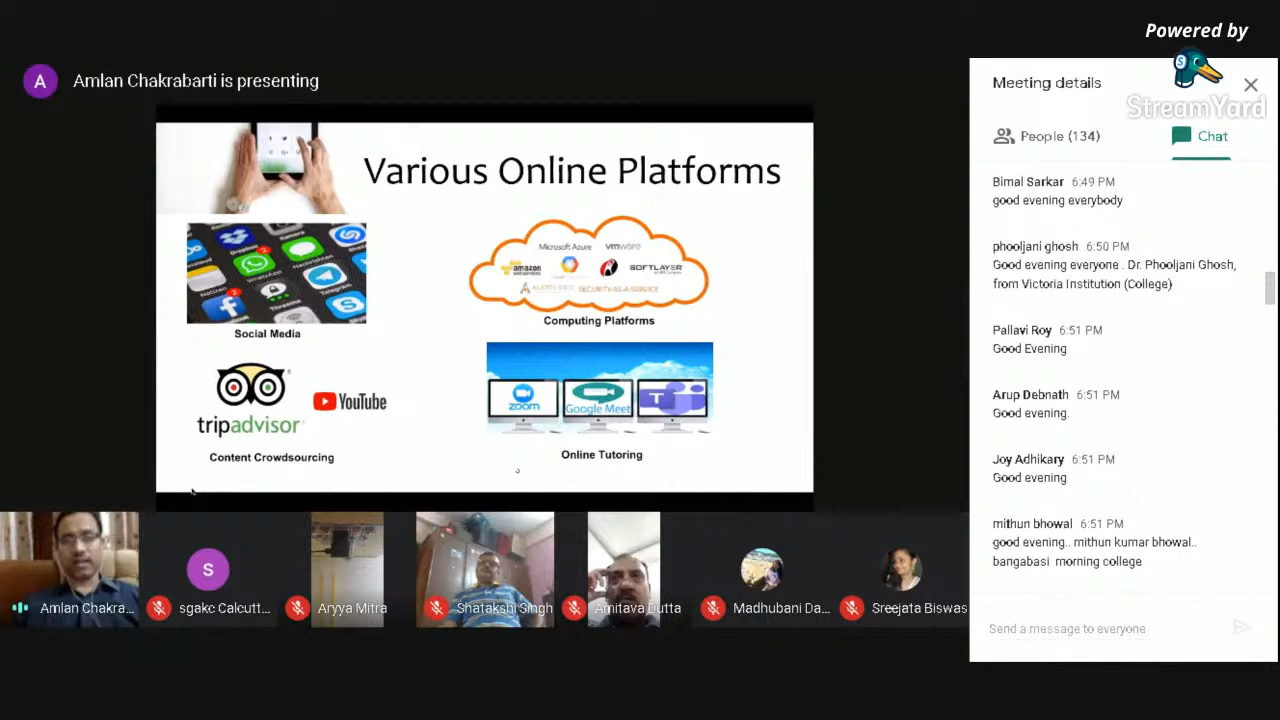 Powered by
StreamYard
A
Amlan Chakrabarti is presenting
Various Online Platforms
Social Media
Microsoft Azure vmware
amazon
SOFTLAYER
SECURITY-AS-A-SERVICE
Computing Platforms
tripadvisor
YouTube
Content Crowdsourcing
zoom
Google Meet
T
Online Tutoring
S
Amlan Chakra...
sgakc Calcutt...
Aryya Mitra
Shatakshi Singh
Amitava Dutta
Madhubani Da...
Sreejata Biswas
Meeting details
People (134)
Chat
Bimal Sarkar 6:49 PM
good evening everybody
phooljani ghosh 6:50 PM
Good evening everyone . Dr. Phooljani Ghosh,
from Victoria Institution (College)
Pallavi Roy 6:51 PM
Good Evening
Arup Debnath 6:51 PM
Good evening.
Joy Adhikary 6:51 PM
Good evening
mithun bhowal 6:51 PM
good evening.. mithun kumar bhowal..
bangabasi morning college
Send a message to everyone